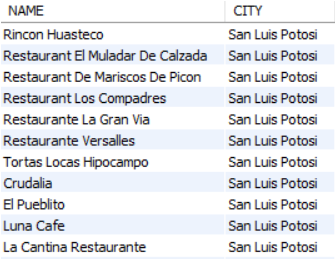 NAME CITY
Rincon Huasteco San Luis Potosi
Restaurant El Muladar De Calzada San Luis Potosi
Restaurant De Mariscos De Picon San Luis Potosi
Restaurant Los Compadres San Luis Potosi
Restaurante La Gran Via San Luis Potosi
Restaurante Versalles San Luis Potosi
Tortas Locas Hipocampo San Luis Potosi
Crudalia San Luis Potosi
El Pueblito San Luis Potosi
Luna Cafe San Luis Potosi
La Cantina Restaurante San Luis Potosi